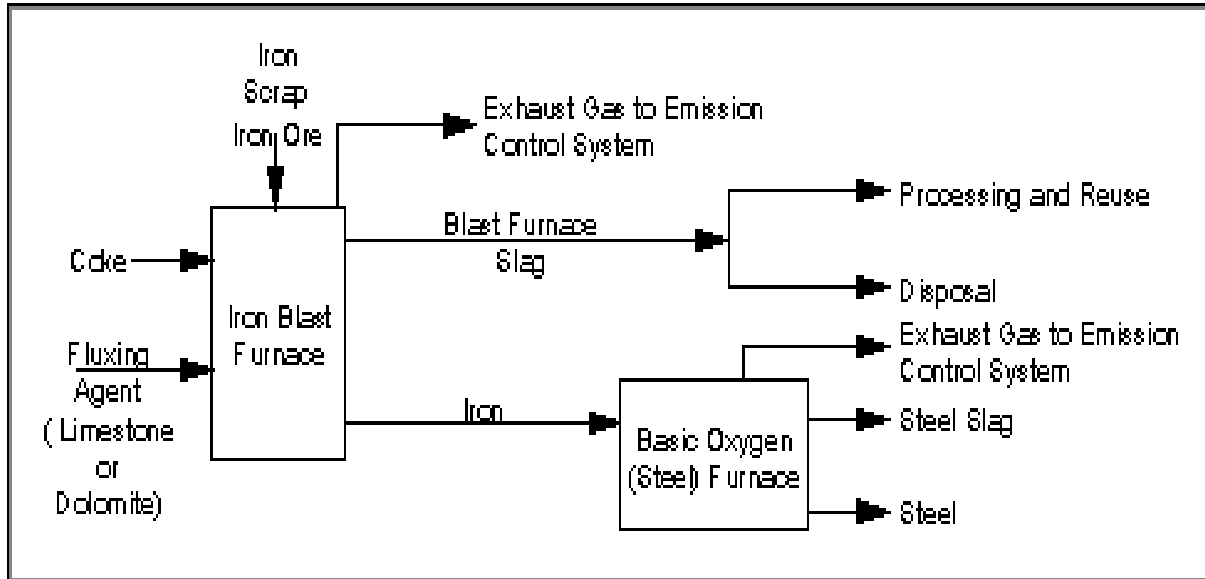 Iron
Scrap
Iron Ore
Exhaust Gas to Emission
Control System
Processing and Reuse
Blast Furnace
Slag
Coke
Disposal
Iron Blast
Furnace
Exhaust Gas to Emission
Control System
Fluxing
Agent
( Limestone
or
Dolomite)
Iron
Steel Slag
Basic Oxygen
(Steel) Furnace
Steel